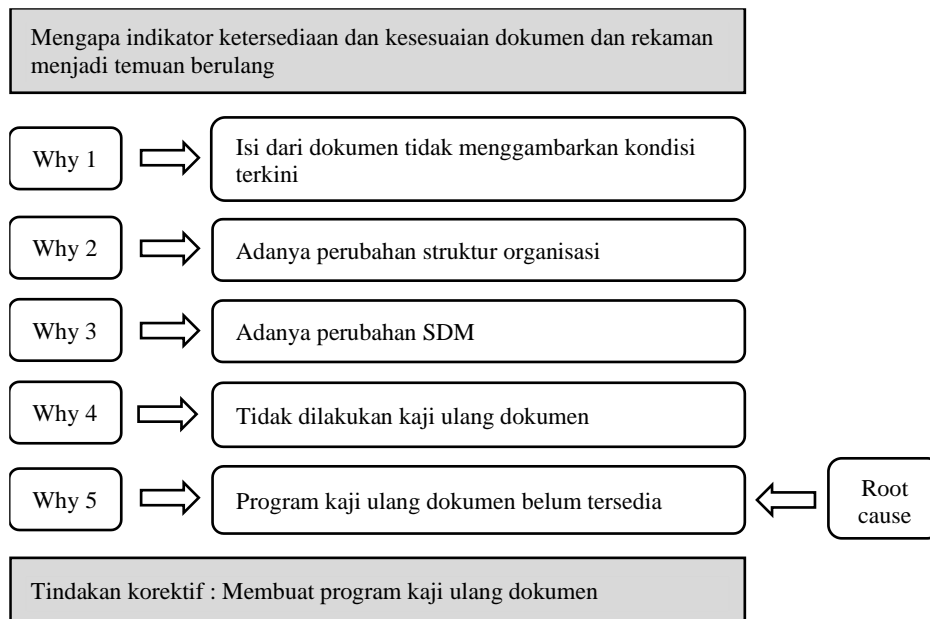 Mengapa indikator ketersediaan dan kesesuaian dokumen dan rekaman
menjadi temuan berulang
Why 1
Isi dari dokumen tidak menggambarkan kondisi
terkini
Why 2
Adanya perubahan struktur organisasi
Why 3
Adanya perubahan SDM
Why 4
Tidak dilakukan kaji ulang dokumen
Why 5
Program kaji ulang dokumen belum tersedia
Root
cause
Tindakan korektif : Membuat program kaji ulang dokumen